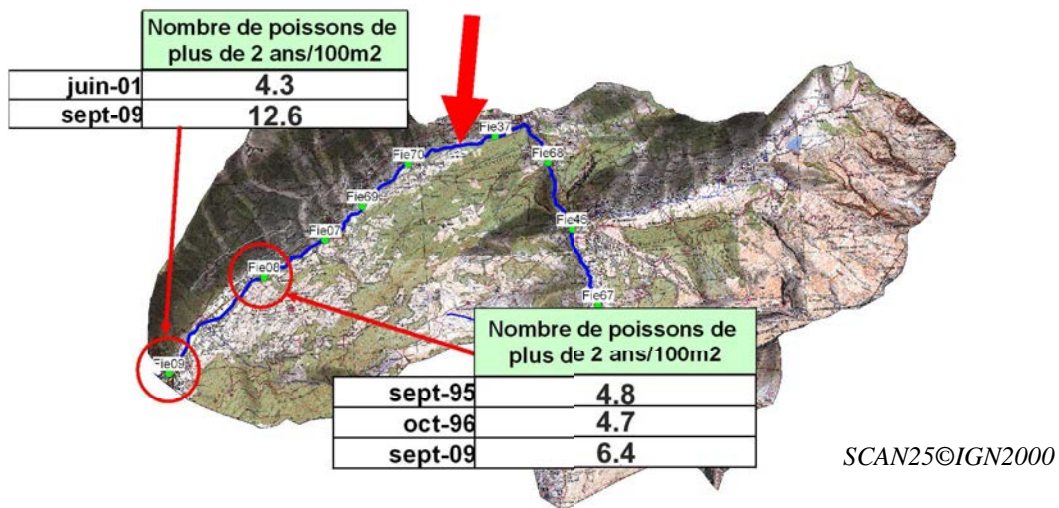 Nombre de poissons de
plus de 2 ans/100m2
juin-01 4.3
sept-09 12.6
Fie37
Fie70
Fie68
Fie69
Fie46
Fie07
Fie08
Fie67
Fie09
Nombre de poissons de
plus de 2 ans/100m2
sept-95 4.8
oct-96 4.7
sept-09 6.4
SCAN25©IGN2000